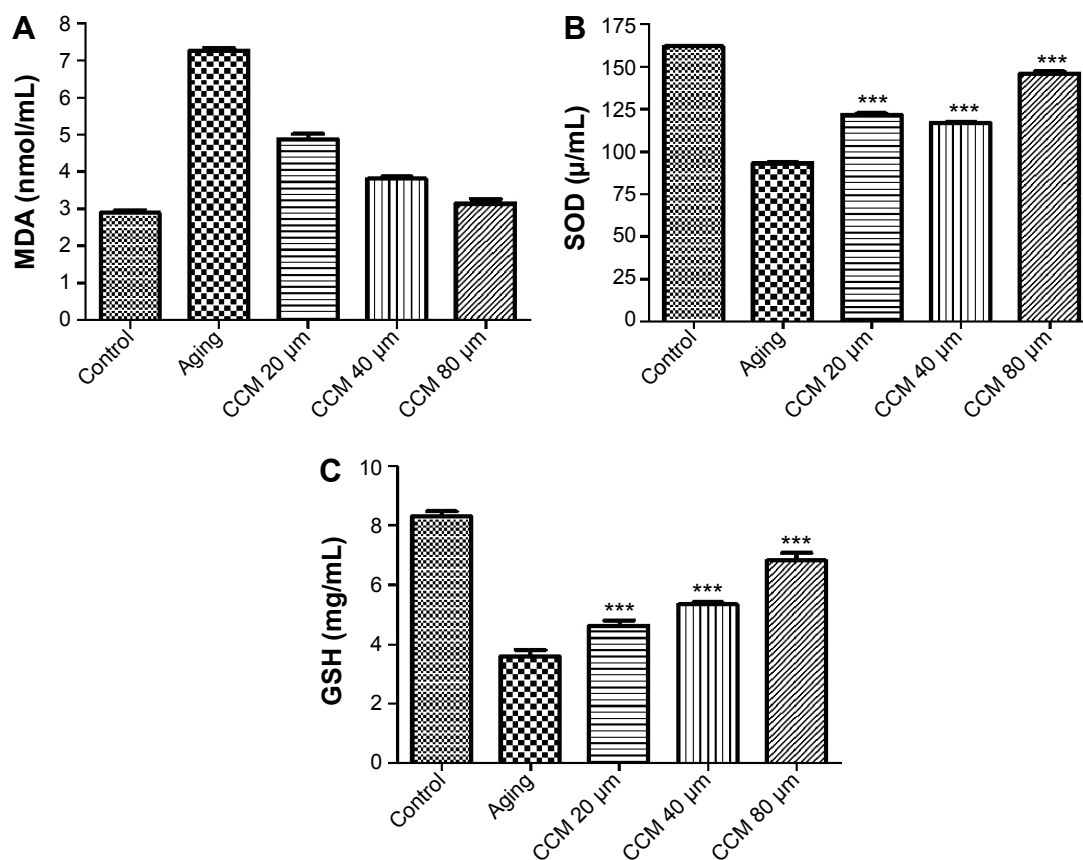 A
MDA (nmol/mL)
8
7
6
5
4
3
2
1
0
Control
Aging
CCM 20 µm
CCM 40 µm
CCM 80 µm
B
SOD (µ/mL)
175
150
125
100
75
50
25
0
***
***
***
Control
Aging
CCM 20 µm
CCM 40 µm
CCM 80 µm
C
GSH (mg/mL)
10
8
6
4
2
0
***
***
***
Control
Aging
CCM 20 µm
CCM 40 µm
CCM 80 µm